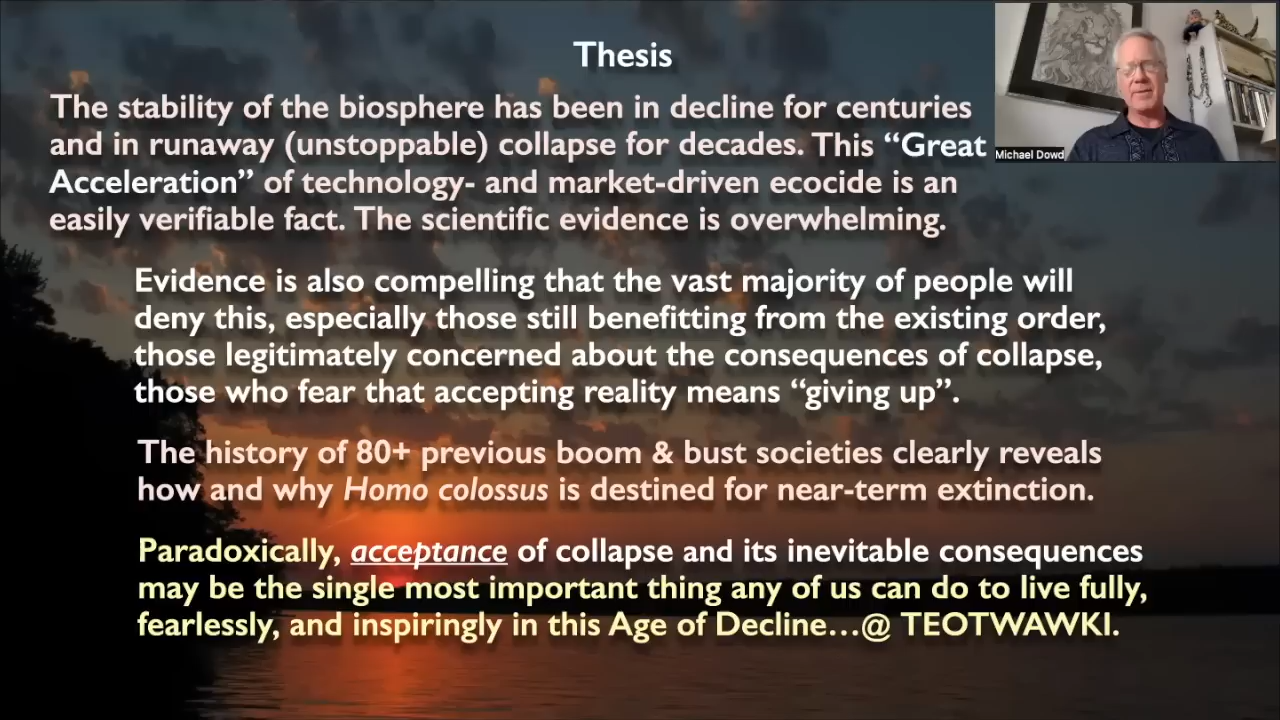 Thesis
The stability of the biosphere has been in decline for centuries
and in runaway (unstoppable) collapse for decades. This “Great
Acceleration” of technology- and market-driven ecocide is an
easily verifiable fact. The scientific evidence is overwhelming.
Michael Dowd
Evidence is also compelling that the vast majority of people will
deny this, especially those still benefitting from the existing order,
those legitimately concerned about the consequences of collapse,
those who fear that accepting reality means “giving up”.
The history of 80+ previous boom & bust societies clearly reveals
how and why Homo colossus is destined for near-term extinction.
Paradoxically, acceptance of collapse and its inevitable consequences
may be the single most important thing any of us can do to live fully,
fearlessly, and inspiringly in this Age of Decline…@ TEOTWAWKI.